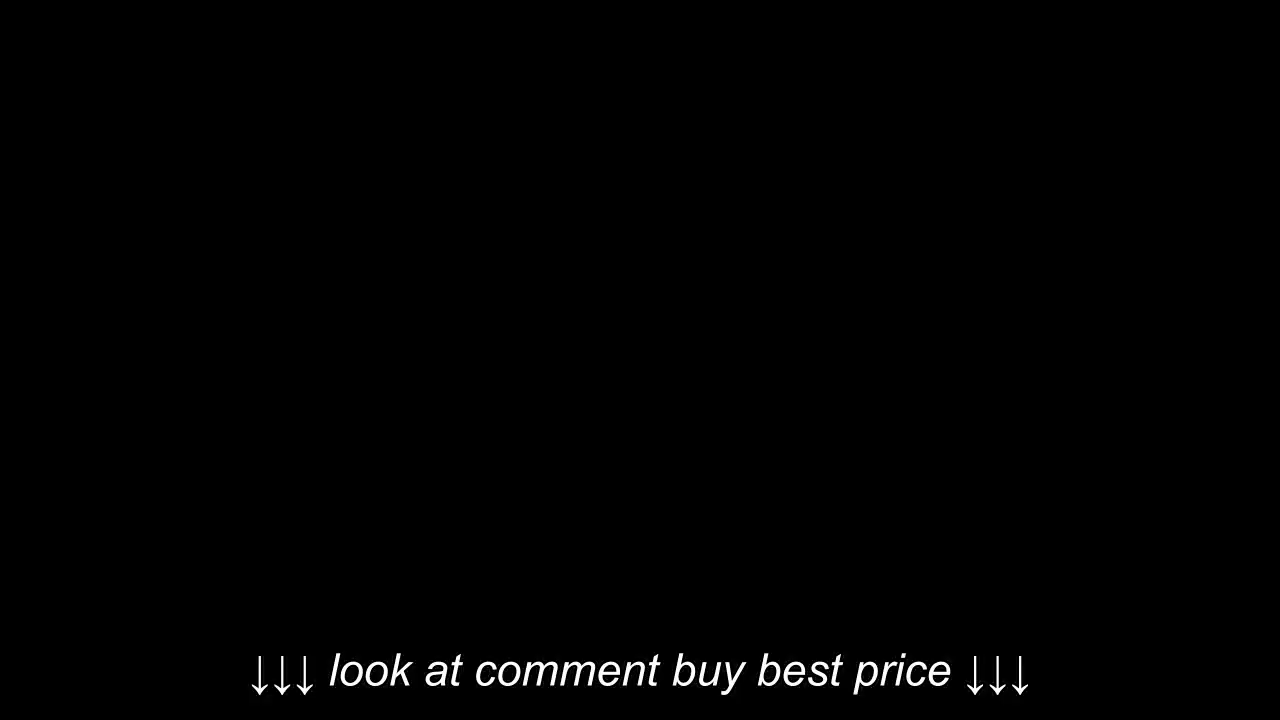 ↓↓↓ look at comment buy best price ↓↓↓